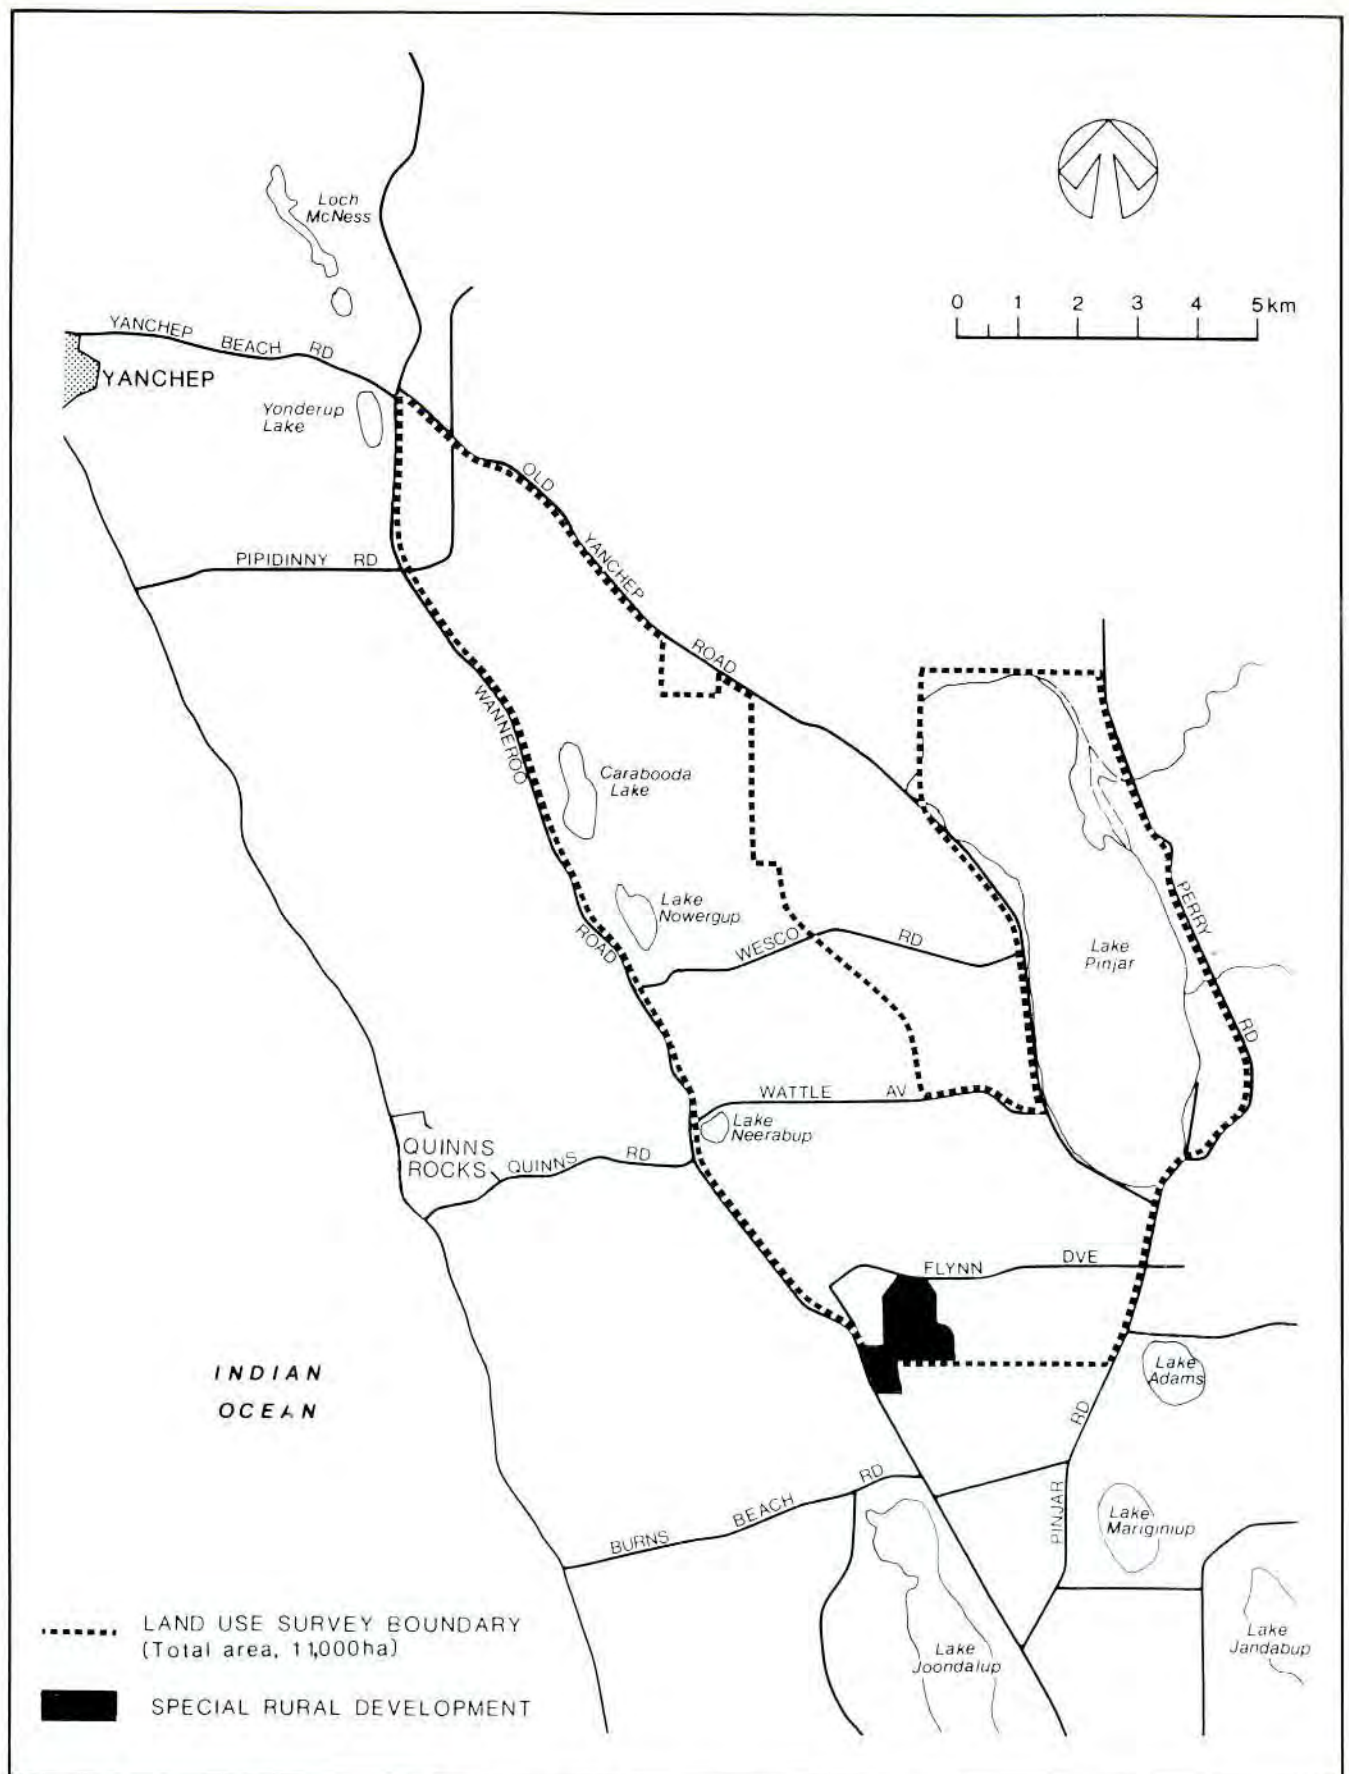 Loch
McNess
0 1 2 3 4 5 km
YANCHEP BEACH RD
YANCHEP
Yonderup
Lake
OLD YANCHEP ROAD
PIPIDINNY RD
WANNEROO ROAD
Carabooda
Lake
Lake
Nowergup
PERRY RD
WESCO RD
Lake
Pinjar
WATTLE AV
Lake
Neerabup
QUINNS
ROCKS
QUINNS RD
FLYNN DVE
INDIAN
OCEAN
Lake
Adams
PINJAR RD
BURNS BEACH RD
Lake
Mariginiup
Lake
Jandabup
Lake
Joondalup
LAND USE SURVEY BOUNDARY
(Total area, 11,000ha)
SPECIAL RURAL DEVELOPMENT